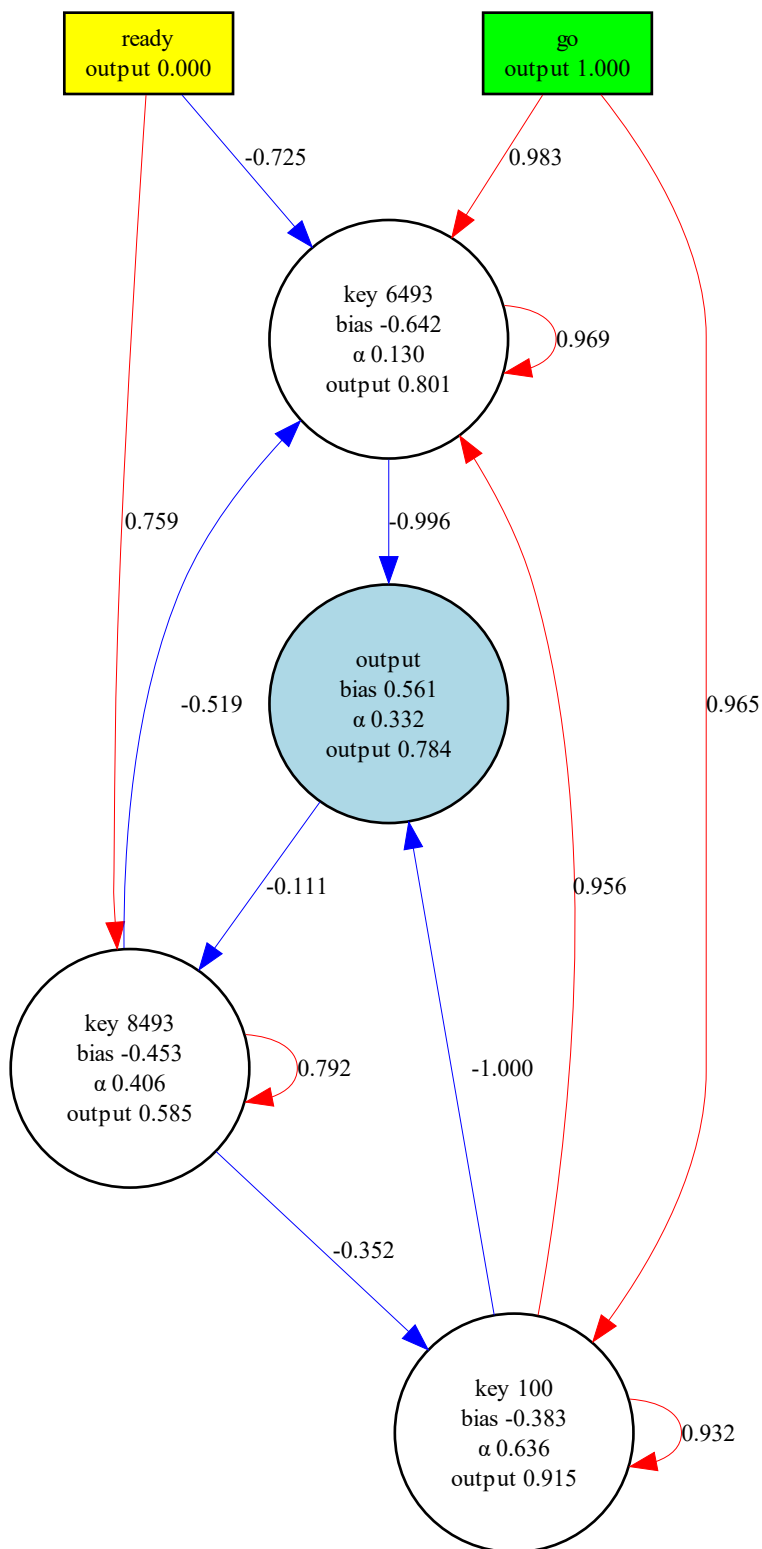 ready
output 0.000
go
output 1.000
-0.725
0.983
key 6493
bias -0.642
α 0.130
output 0.801
0.969
0.759
-0.996
output
bias 0.561
α 0.332
output 0.784
-0.519
0.965
-0.111
0.956
key 8493
bias -0.453
α 0.406
output 0.585
0.792
-1.000
-0.352
key 100
bias -0.383
α 0.636
output 0.915
0.932